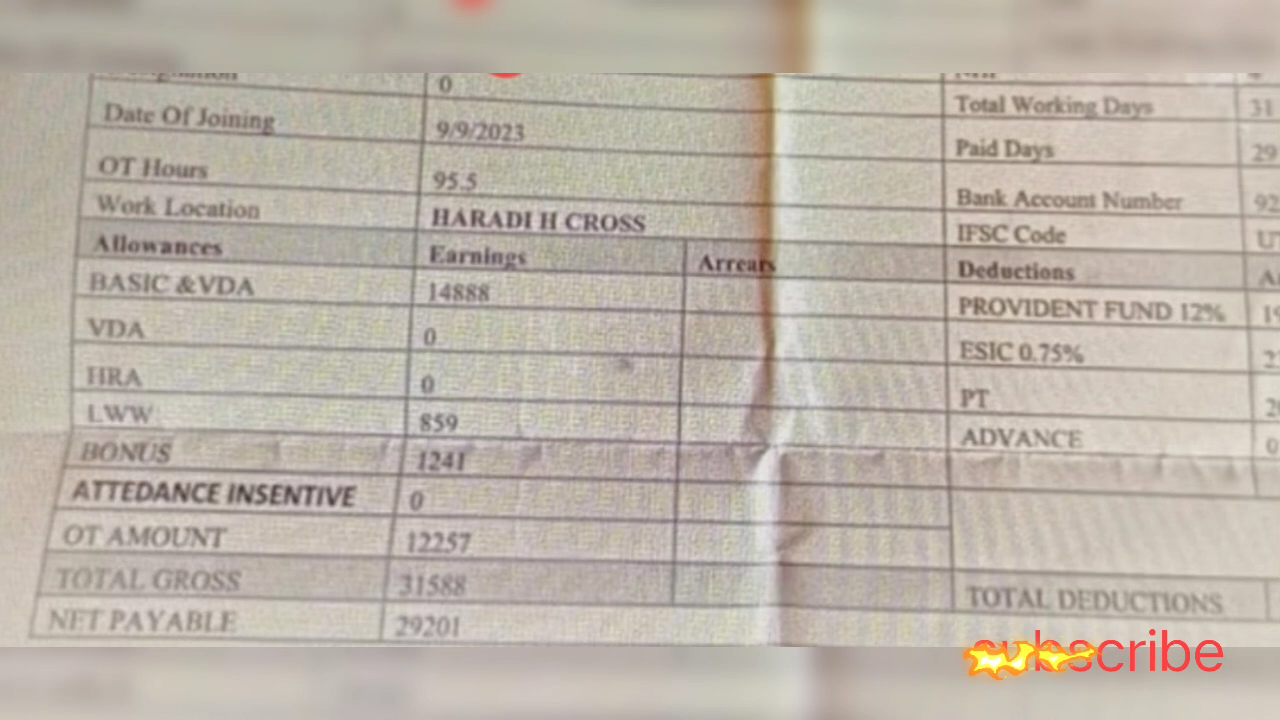 0
Date Of Joining 9/9/2023 Total Working Days 31
OT Hours 95.5 Paid Days 29
Work Location HARADI H CROSS Bank Account Number 92
Allowances Earnings Arrears IFSC Code
BASIC &VDA 14888 Deductions
VDA 0 PROVIDENT FUND 12%
HRA 0 ESIC 0.75%
LWW 859 PT
BONUS 1241 ADVANCE 0
ATTEDANCE INSENTIVE 0
OT AMOUNT 12257
TOTAL GROSS 31588 TOTAL DEDUCTIONS
NET PAYABLE 29201
subscribe